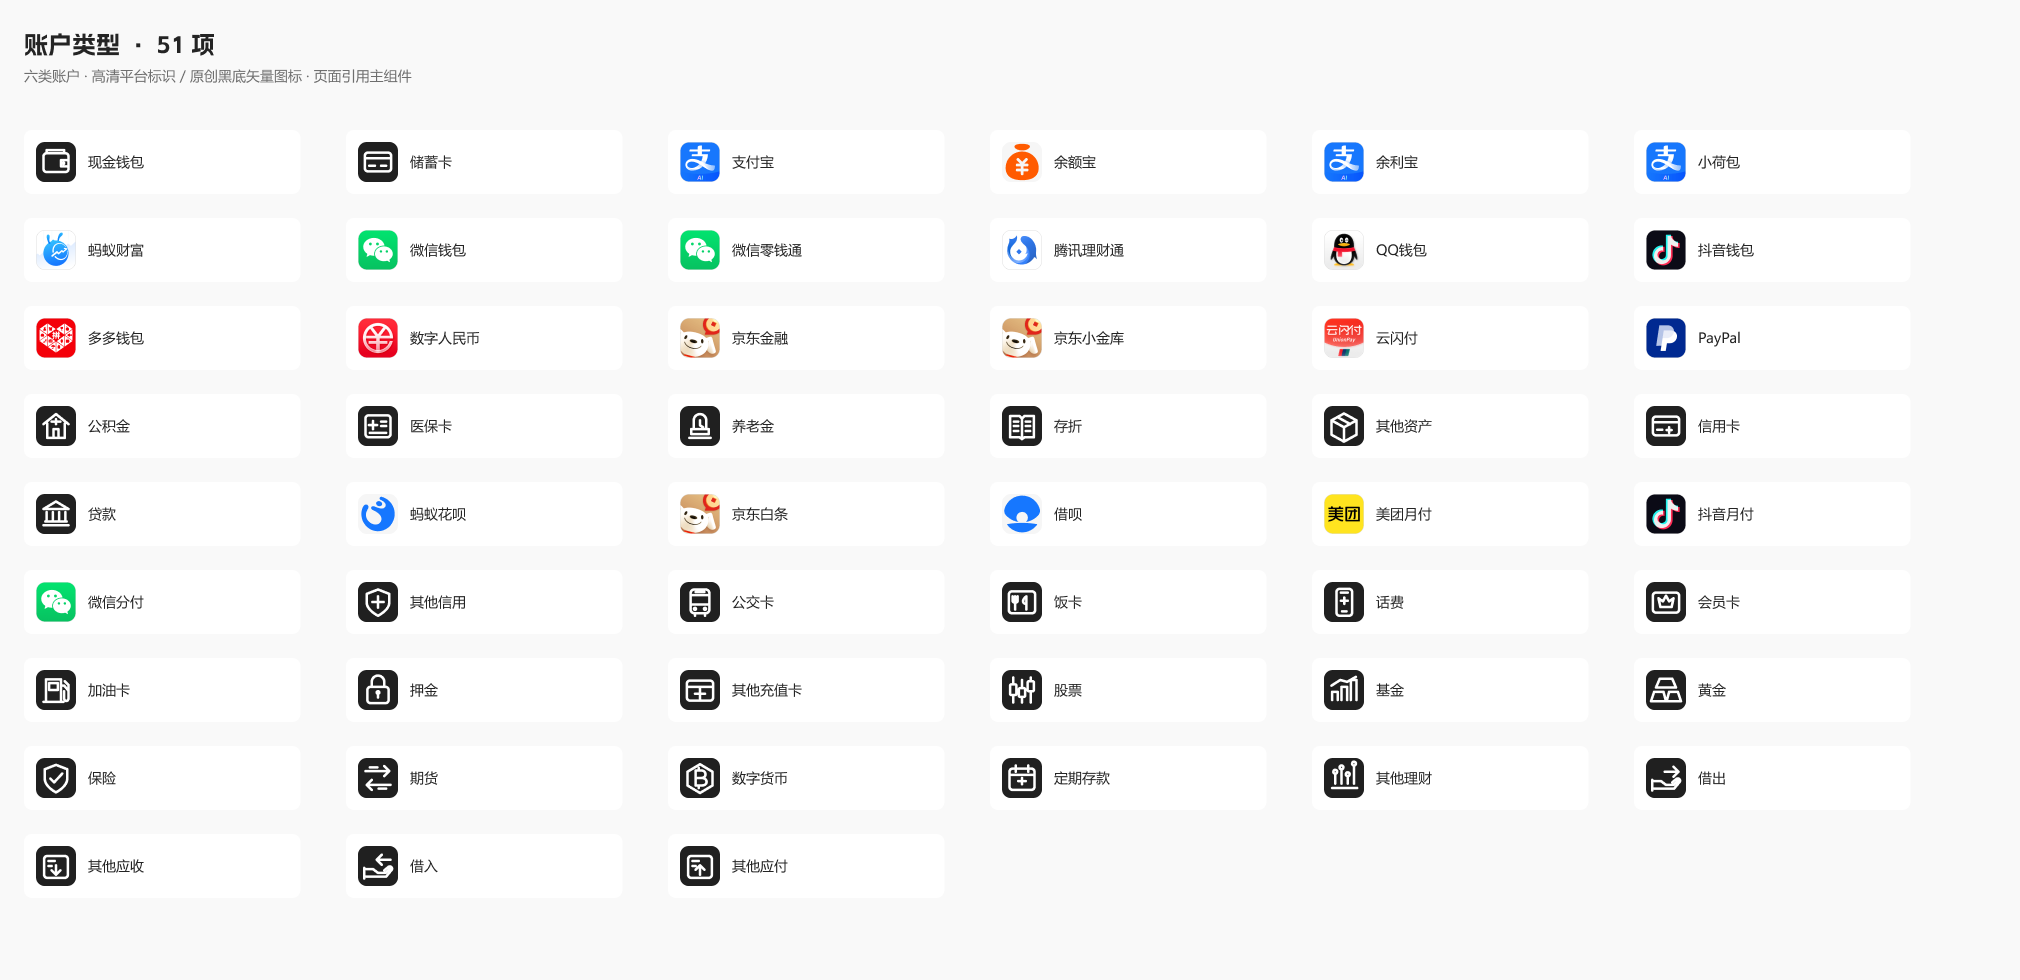 账户类型 · 51 项
六类账户 · 高清平台标识 / 原创黑底矢量图标 · 页面引用主组件
现金钱包
储蓄卡
支 AI 支付宝
余额宝
支 AI 余利宝
支 AI 小荷包
蚂蚁财富
微信钱包
微信零钱通
腾讯理财通
QQ钱包
抖音钱包
多多钱包
数字人民币
京东金融
京东小金库
云闪付 UnionPay 云闪付
PayPal
公积金
医保卡
养老金
存折
其他资产
信用卡
贷款
蚂蚁花呗
京东白条
借呗
美团 美团月付
抖音月付
微信分付
其他信用
公交卡
饭卡
话费
会员卡
加油卡
押金
其他充值卡
股票
基金
黄金
保险
期货
数字货币
定期存款
其他理财
借出
其他应收
借入
其他应付